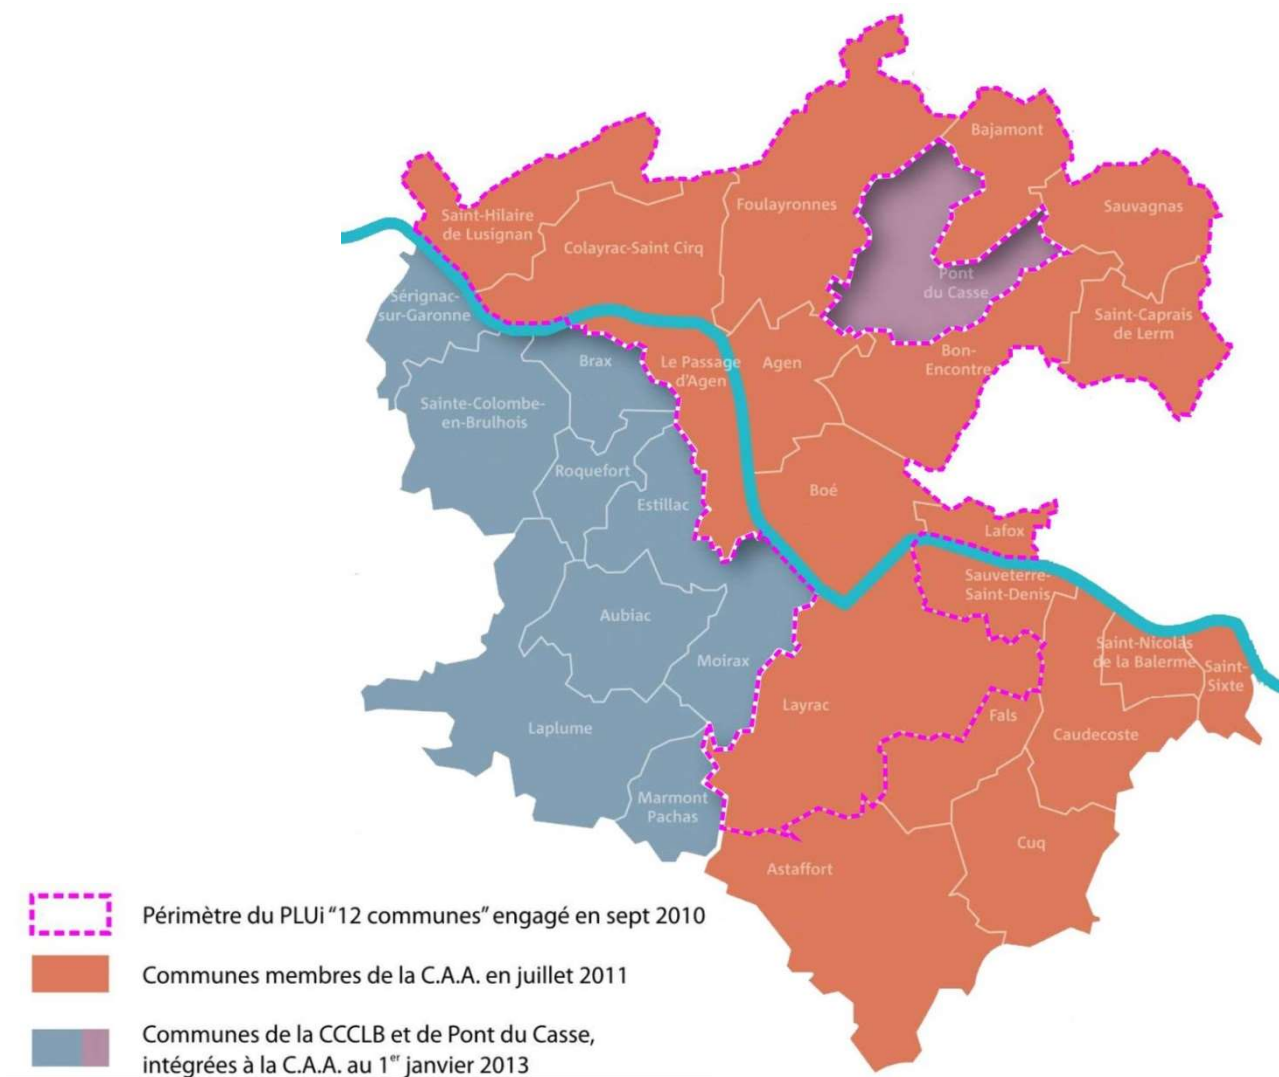 Bajamont
Sauvagnas
Foulayronnes
Saint-Hilaire
de Lusignan
Colayrac-Saint Cirq
Pont
du Casse
Sérignac-
sur-Garonne
Saint-Caprais
de Lerm
Brax
Le Passage
d'Agen
Agen
Bon-
Encontre
Sainte-Colombe-
en-Brulhois
Roquefort
Estillac
Boé
Lafox
Sauveterre-
Saint-Denis
Aubiac
Moirax
Saint-Nicolas
de la Balerme
Saint-
Sixte
Layrac
Fals
Caudecoste
Laplume
Marmont
Pachas
Cuq
Astaffort
Périmètre du PLUi “12 communes” engagé en sept 2010
Communes membres de la C.A.A. en juillet 2011
Communes de la CCCLB et de Pont du Casse,
intégrées à la C.A.A. au 1er janvier 2013